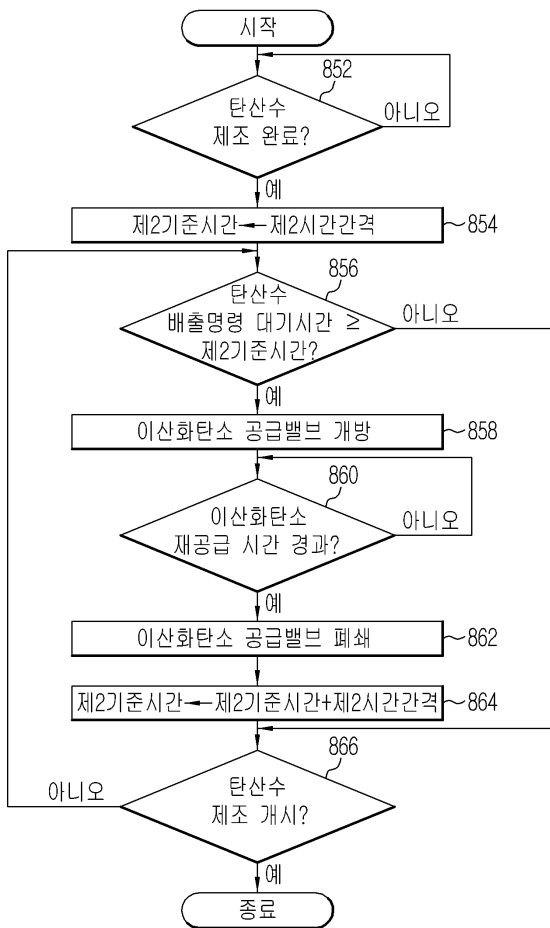 시작
852
탄산수
제조 완료?
아니오
예
제2기준시간←제2시간간격
854
856
탄산수
배출명령 대기시간 ≥
제2기준시간?
아니오
예
이산화탄소 공급밸브 개방
858
860
이산화탄소
재공급 시간 경과?
아니오
예
이산화탄소 공급밸브 폐쇄
862
제2기준시간←제2기준시간+제2시간간격
864
866
탄산수
제조 개시?
아니오
예
종료